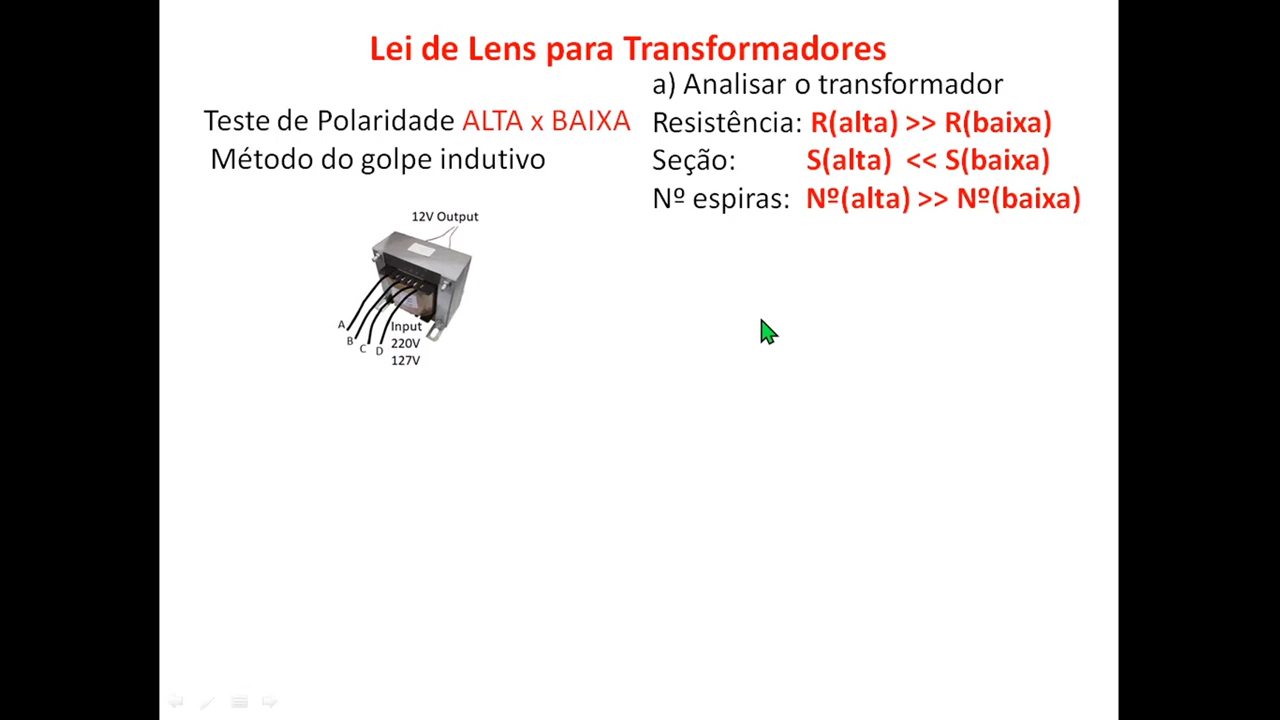 Lei de Lens para Transformadores
Teste de Polaridade ALTA x BAIXA
Método do golpe indutivo
a) Analisar o transformador
Resistência: R(alta) >> R(baixa)
Seção: S(alta) << S(baixa)
Nº espiras: Nº(alta) >> Nº(baixa)
12V Output
A
B
C
D
Input
220V
127V